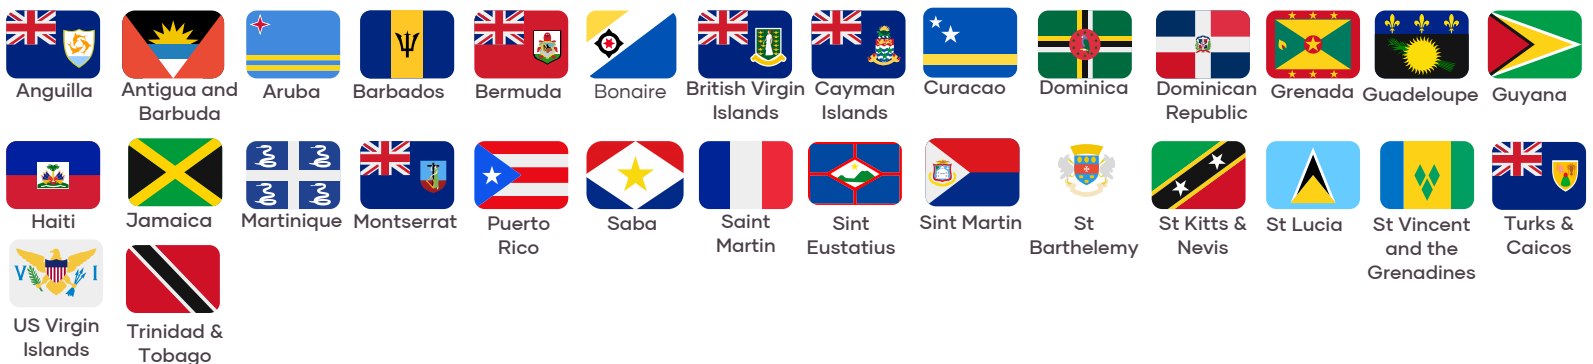 Anguilla
Antigua and
Barbuda
Aruba
Barbados
Bermuda
Bonaire
British Virgin
Islands
Cayman
Islands
Curacao
Dominica
Dominican
Republic
Grenada
Guadeloupe
Guyana
Haiti
Jamaica
Martinique
Montserrat
Puerto
Rico
Saba
Saint
Martin
Sint
Eustatius
Sint Martin
St
Barthelemy
St Kitts &
Nevis
St Lucia
St Vincent
and the
Grenadines
Turks &
Caicos
V I
US Virgin
Islands
Trinidad &
Tobago